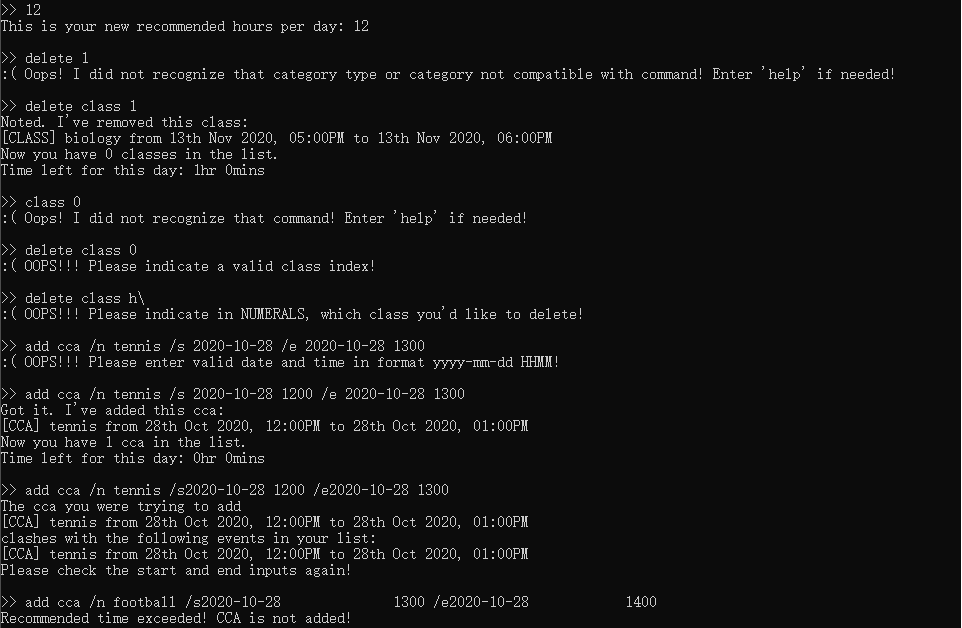 >> 12
This is your new recommended hours per day: 12
>> delete 1
:( Oops! I did not recognize that category type or category not compatible with command! Enter 'help' if needed!
>> delete class 1
Noted. I've removed this class:
[CLASS] biology from 13th Nov 2020, 05:00PM to 13th Nov 2020, 06:00PM
Now you have 0 classes in the list.
Time left for this day: 1hr 0mins
>> class 0
:( Oops! I did not recognize that command! Enter 'help' if needed!
>> delete class 0
:( OOPS!!! Please indicate a valid class index!
>> delete class h\
:( OOPS!!! Please indicate in NUMERALS, which class you'd like to delete!
>> add cca /n tennis /s 2020-10-28 /e 2020-10-28 1300
:( OOPS!!! Please enter valid date and time in format yyyy-mm-dd HHMM!
>> add cca /n tennis /s 2020-10-28 1200 /e 2020-10-28 1300
Got it. I've added this cca:
[CCA] tennis from 28th Oct 2020, 12:00PM to 28th Oct 2020, 01:00PM
Now you have 1 cca in the list.
Time left for this day: 0hr 0mins
>> add cca /n tennis /s2020-10-28 1200 /e2020-10-28 1300
The cca you were trying to add
[CCA] tennis from 28th Oct 2020, 12:00PM to 28th Oct 2020, 01:00PM
clashes with the following events in your list:
[CCA] tennis from 28th Oct 2020, 12:00PM to 28th Oct 2020, 01:00PM
Please check the start and end inputs again!
>> add cca /n football /s2020-10-28 1300 /e2020-10-28 1400
Recommended time exceeded! CCA is not added!